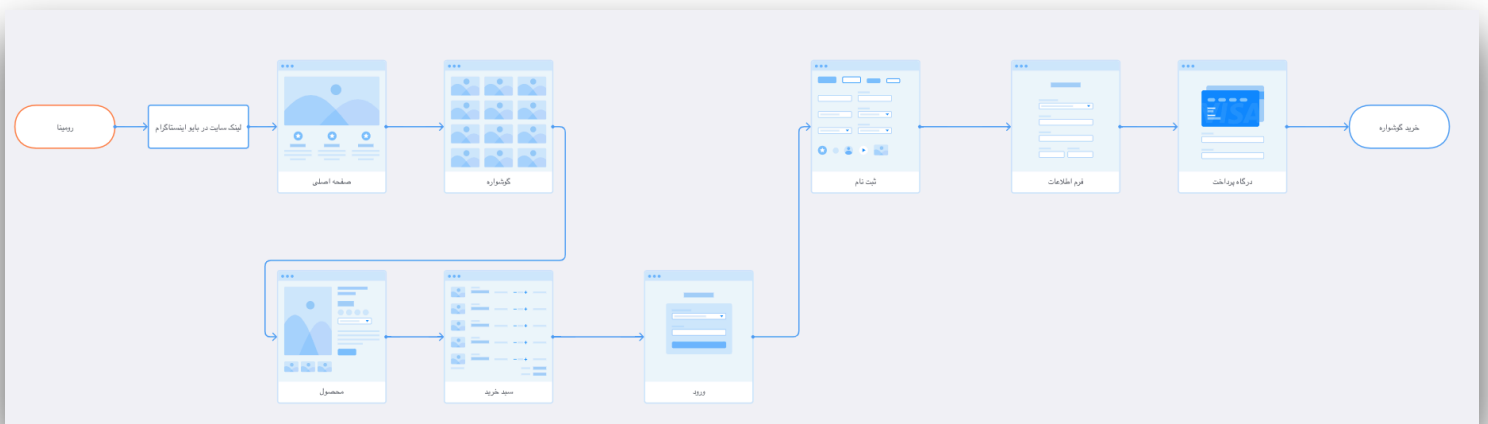 رومینا
لینک سایت در بایو اینستاگرام
صفحه اصلی
گوشواره
محصول
سبد خرید
ورود
ثبت نام
فرم اطلاعات
VISA
درگاه پرداخت
خرید گوشواره